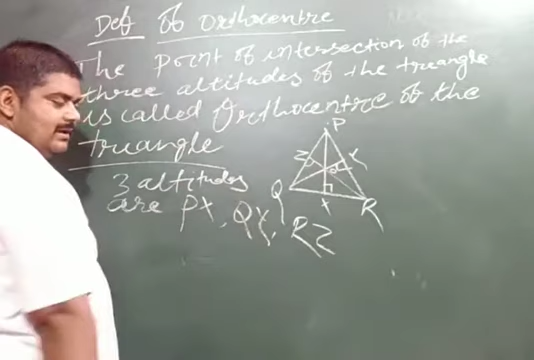 Def of Orthocentre
The point of intersection of the
three altitudes of the triangle
is called Orthocentre of the
triangle
3 altitudes
are PX, QY, RZ
P
Z Y
O
Q X R